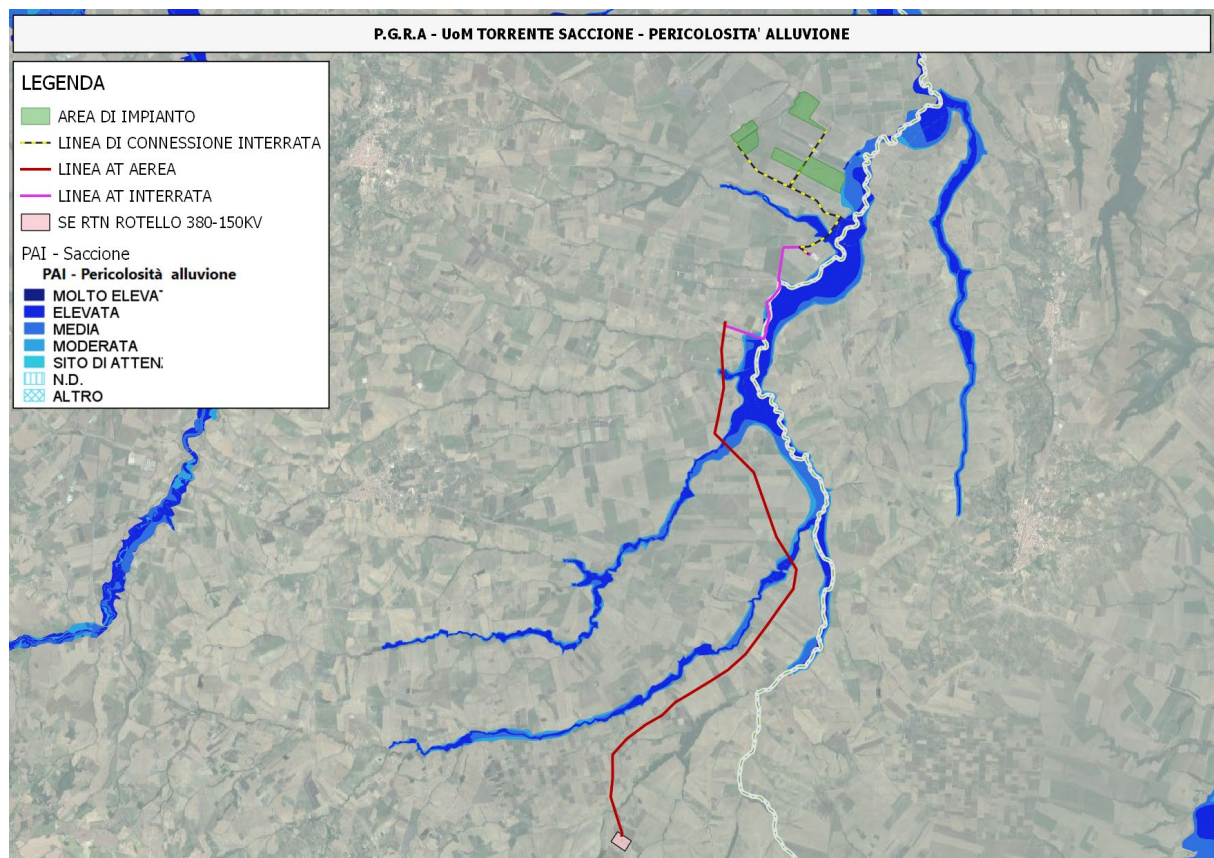 P.G.R.A - UoM TORRENTE SACCIONE - PERICOLOSITA' ALLUVIONE
LEGENDA
AREA DI IMPIANTO
LINEA DI CONNESSIONE INTERRATA
LINEA AT AEREA
LINEA AT INTERRATA
SE RTN ROTELLO 380-150KV
PAI - Saccione
PAI - Pericolosità alluvione
MOLTO ELEVA
ELEVATA
MEDIA
MODERATA
SITO DI ATTEN
N.D.
ALTRO